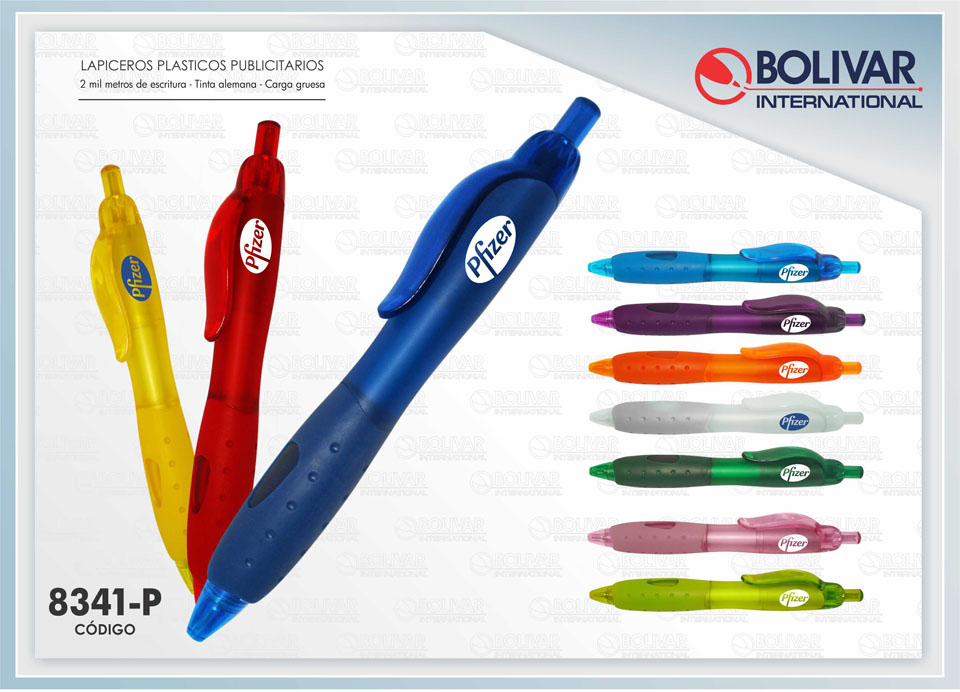 LAPICEROS PLASTICOS PUBLICITARIOS
2 mil metros de escritura - Tinta alemana - Carga gruesa
BOLIVAR
INTERNATIONAL
Pfizer
Pfizer
Pfizer
Pfizer
Pfizer
Pfizer
Pfizer
Pfizer
Pfizer
Pfizer
8341-P
CÓDIGO